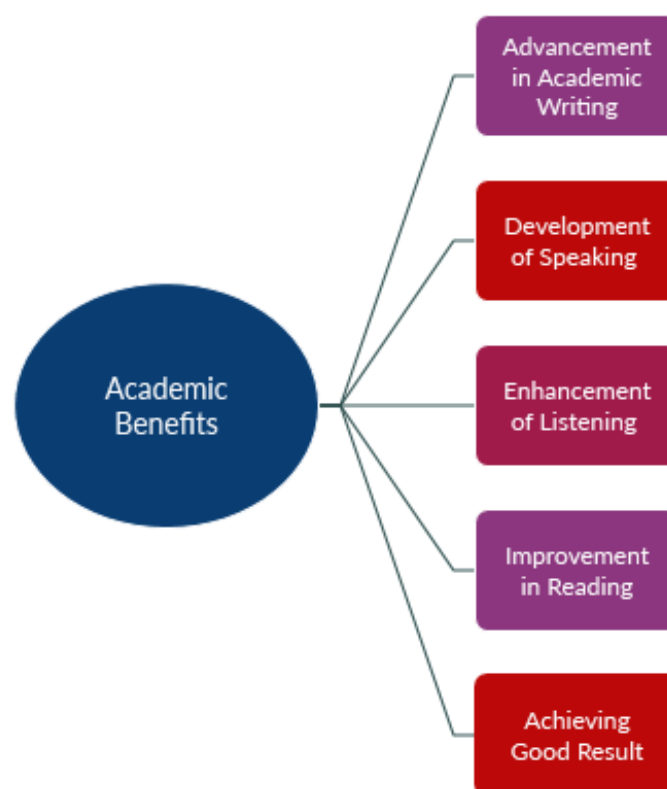 Advancement
in Academic
Writing
Development
of Speaking
Academic
Benefits
Enhancement
of Listening
Improvement
in Reading
Achieving
Good Result